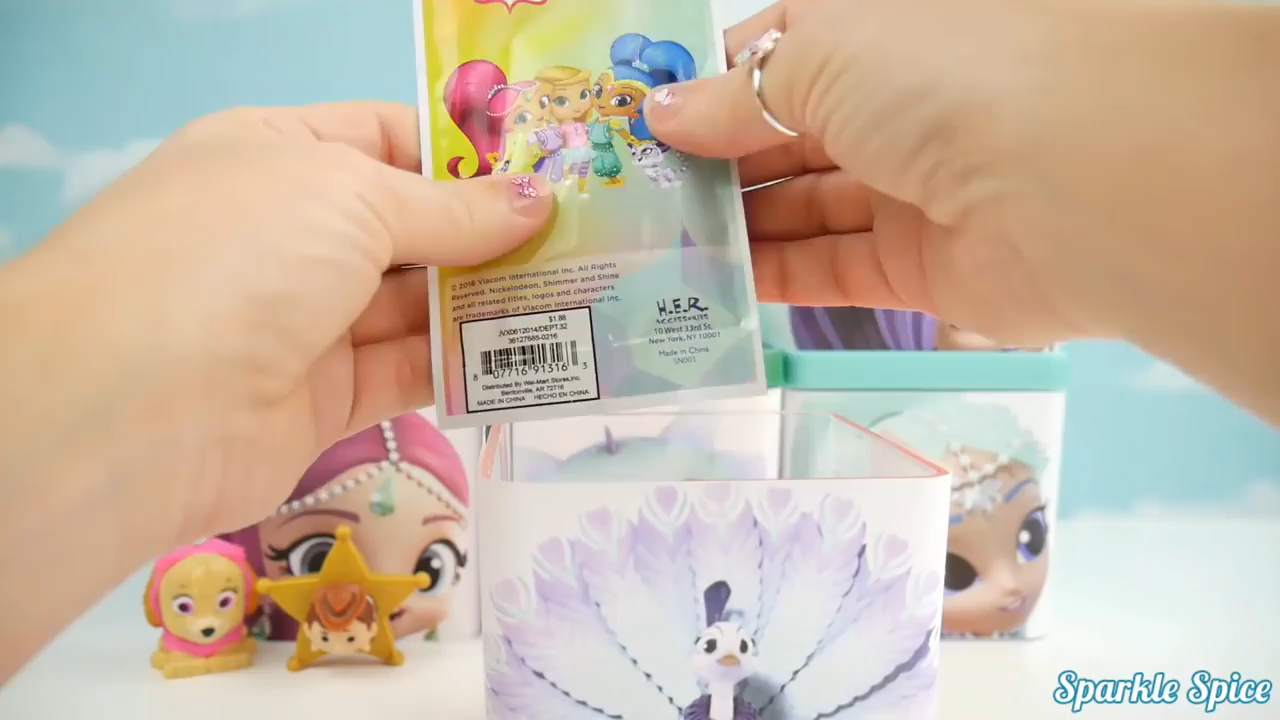 © 2016 Viacom International Inc. All Rights
Reserved. Nickelodeon, Shimmer and Shine
and all related titles, logos and characters
are trademarks of Viacom International Inc.
$1.88
JVX0612014/DEPT.32
36127685-0216
8 07716 91316 3
Distributed By Wal-Mart Stores,Inc.
Bentonville, AR 72716
MADE IN CHINA HECHO EN CHINA
H.E.R
ACCESSORIES
10 West 33rd St.
New York, NY 10001
Made in China
SN003
Sparkle Spice